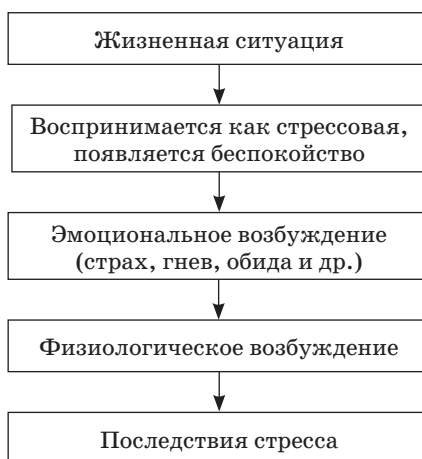 Жизненная ситуация
Воспринимается как стрессовая,
появляется беспокойство
Эмоциональное возбуждение
(страх, гнев, обида и др.)
Физиологическое возбуждение
Последствия стресса